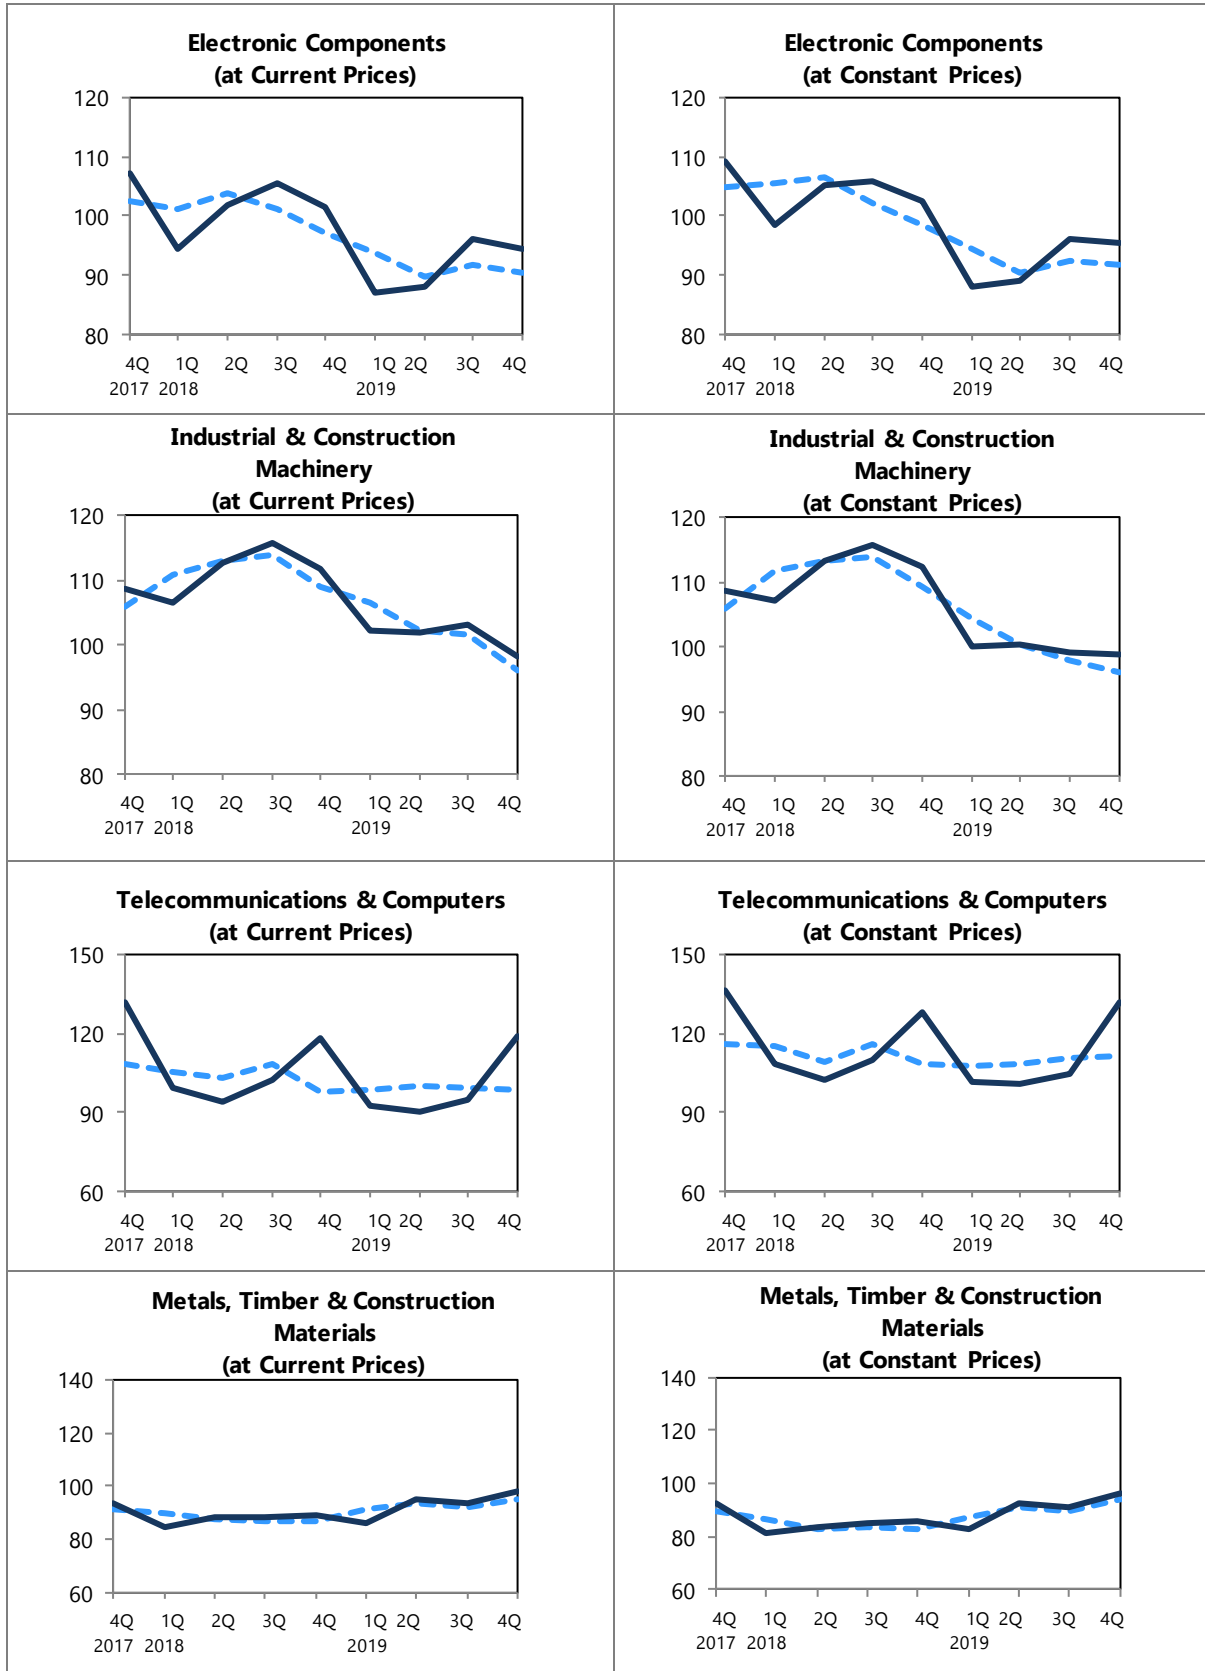 Electronic Components
(at Current Prices)
120
110
100
90
80
4Q 1Q 2Q 3Q 4Q 1Q 2Q 3Q 4Q
2017 2018 2019
Electronic Components
(at Constant Prices)
120
110
100
90
80
4Q 1Q 2Q 3Q 4Q 1Q 2Q 3Q 4Q
2017 2018 2019
Industrial & Construction
Machinery
(at Current Prices)
120
110
100
90
80
4Q 1Q 2Q 3Q 4Q 1Q 2Q 3Q 4Q
2017 2018 2019
Industrial & Construction
Machinery
(at Constant Prices)
120
110
100
90
80
4Q 1Q 2Q 3Q 4Q 1Q 2Q 3Q 4Q
2017 2018 2019
Telecommunications & Computers
(at Current Prices)
150
120
90
60
4Q 1Q 2Q 3Q 4Q 1Q 2Q 3Q 4Q
2017 2018 2019
Telecommunications & Computers
(at Constant Prices)
150
120
90
60
4Q 1Q 2Q 3Q 4Q 1Q 2Q 3Q 4Q
2017 2018 2019
Metals, Timber & Construction
Materials
(at Current Prices)
140
120
100
80
60
4Q 1Q 2Q 3Q 4Q 1Q 2Q 3Q 4Q
2017 2018 2019
Metals, Timber & Construction
Materials
(at Constant Prices)
140
120
100
80
60
4Q 1Q 2Q 3Q 4Q 1Q 2Q 3Q 4Q
2017 2018 2019